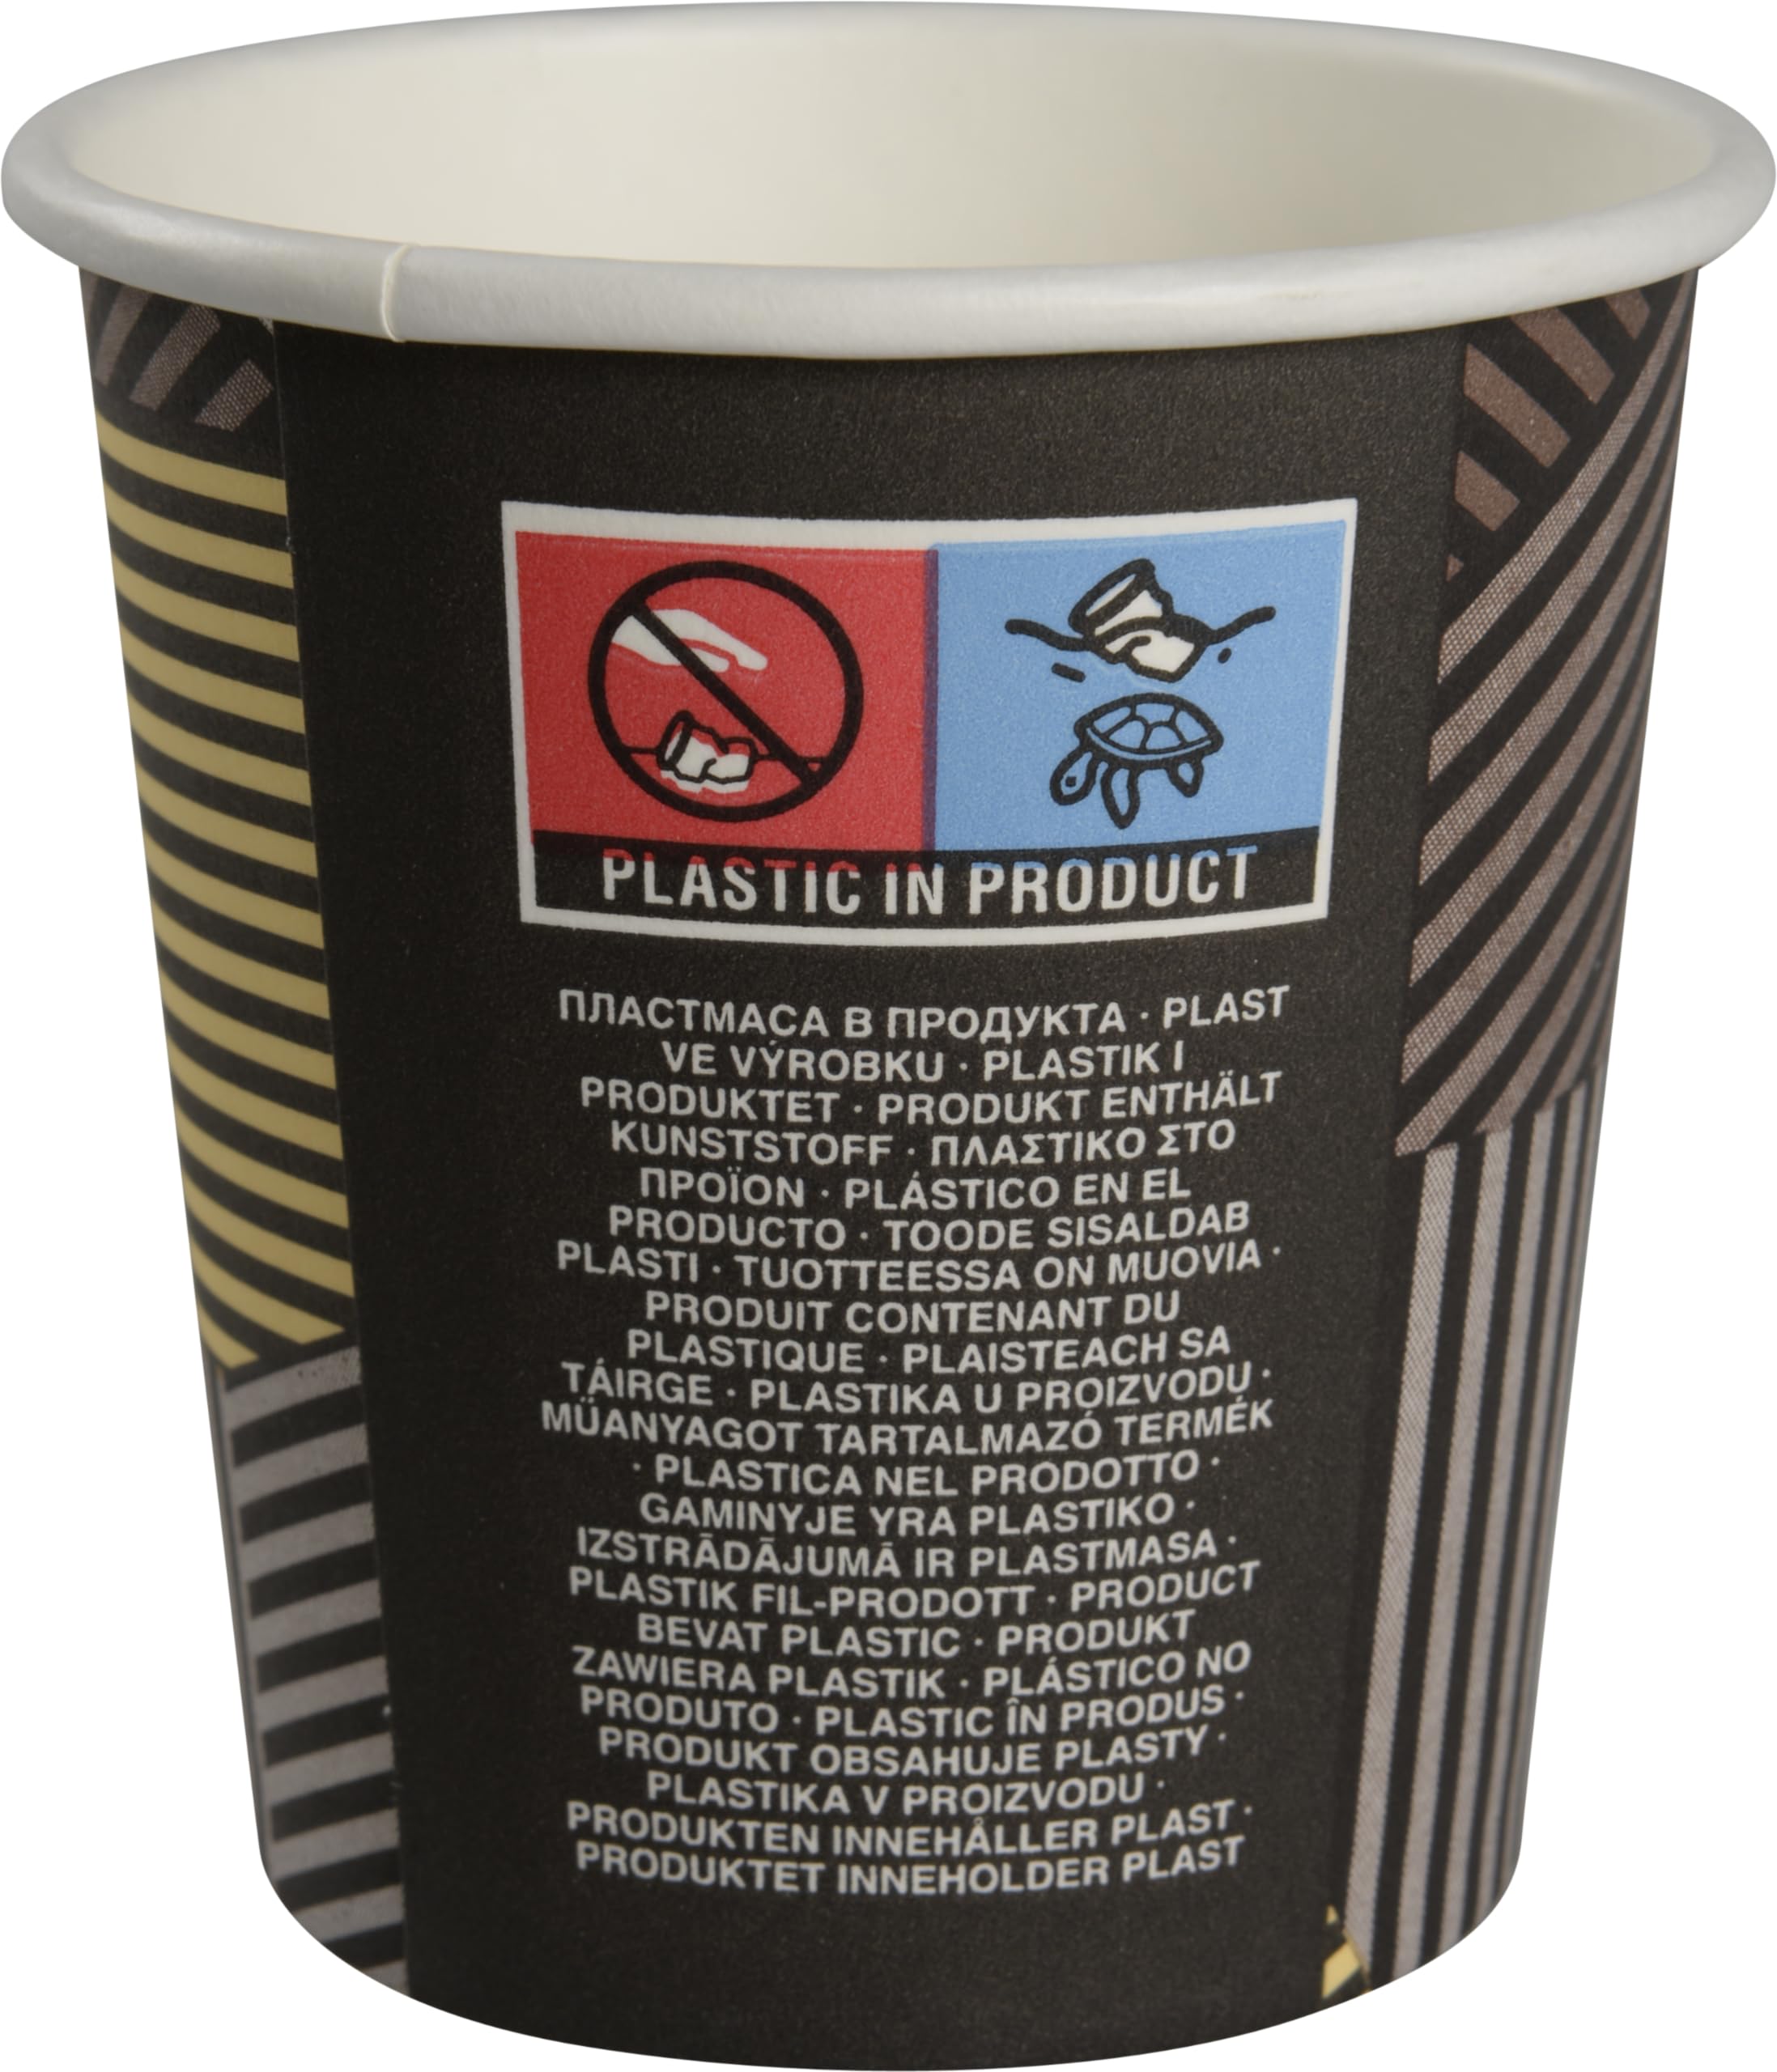 PLASTIC IN PRODUCT
ПЛАСТМАСА В ПРОДУКТА · PLAST
VE VÝROBKU · PLASTIK I
PRODUKTET · PRODUKT ENTHÄLT
KUNSTSTOFF · ΠΛΑΣΤΙΚΟ ΣΤΟ
ΠΡΟΪΟΝ · PLÁSTICO EN EL
PRODUCTO · TOODE SISALDAB
PLASTI · TUOTTEESSA ON MUOVIA ·
PRODUIT CONTENANT DU
PLASTIQUE · PLAISTEACH SA
TÁIRGE · PLASTIKA U PROIZVODU ·
MŰANYAGOT TARTALMAZÓ TERMÉK
· PLASTICA NEL PRODOTTO ·
GAMINYJE YRA PLASTIKO ·
IZSTRĀDĀJUMĀ IR PLASTMASA ·
PLASTIK FIL-PRODOTT · PRODUCT
BEVAT PLASTIC · PRODUKT
ZAWIERA PLASTIK · PLÁSTICO NO
PRODUTO · PLASTIC ÎN PRODUS ·
PRODUKT OBSAHUJE PLASTY ·
PLASTIKA V PROIZVODU ·
PRODUKTEN INNEHÅLLER PLAST ·
PRODUKTET INNEHOLDER PLAST